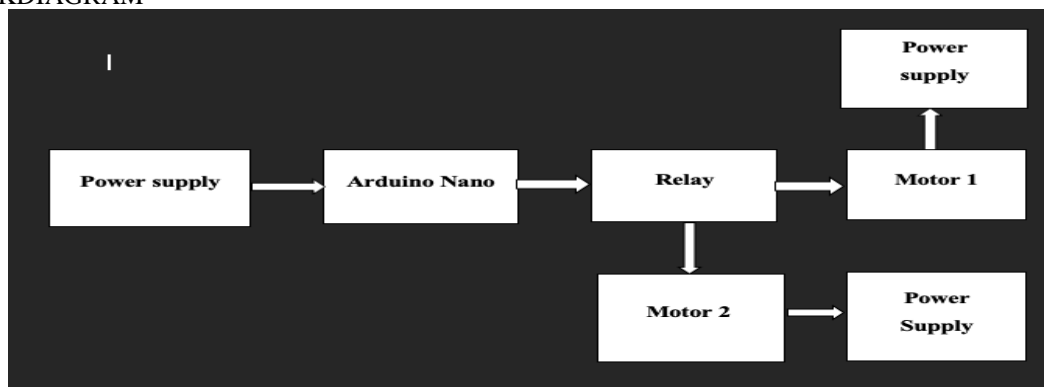 Power
supply
Power supply
Arduino Nano
Relay
Motor 1
Motor 2
Power
Supply